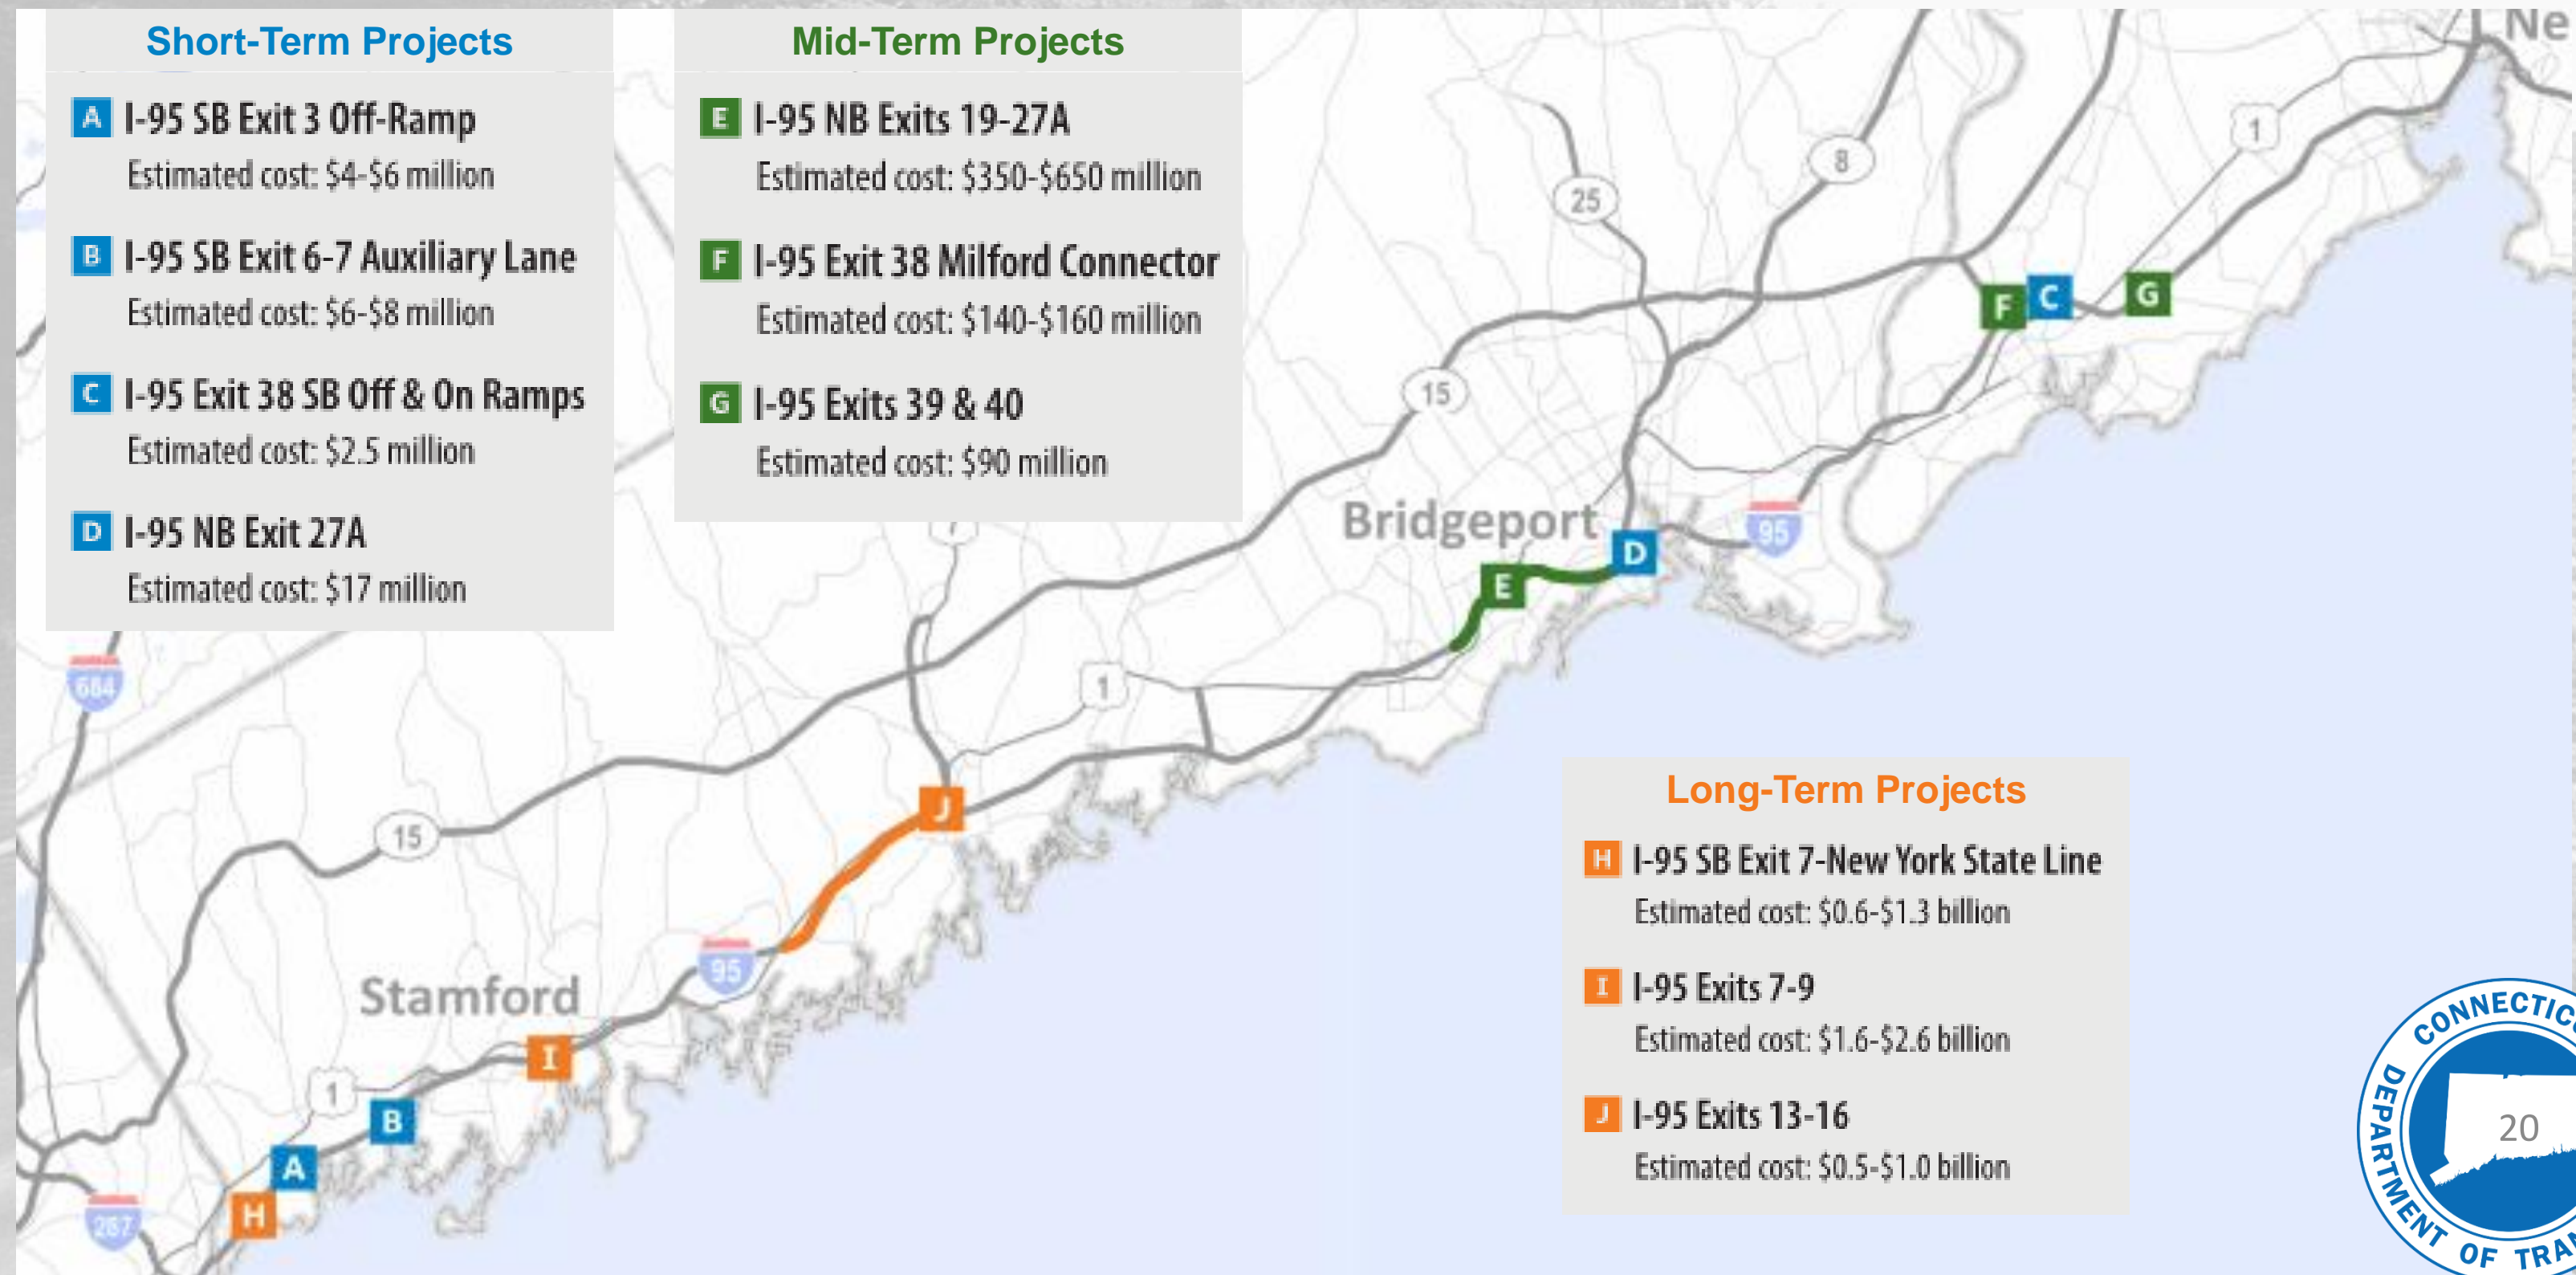 Short-Term Projects
A I-95 SB Exit 3 Off-Ramp
Estimated cost: $4-$6 million
B I-95 SB Exit 6-7 Auxiliary Lane
Estimated cost: $6-$8 million
C I-95 Exit 38 SB Off & On Ramps
Estimated cost: $2.5 million
D I-95 NB Exit 27A
Estimated cost: $17 million
Mid-Term Projects
E I-95 NB Exits 19-27A
Estimated cost: $350-$650 million
F I-95 Exit 38 Milford Connector
Estimated cost: $140-$160 million
G I-95 Exits 39 & 40
Estimated cost: $90 million
Ne
1
8
25
F
C
G
15
Bridgeport
D
95
E
684
1
J
15
95
Stamford
I
1
B
A
H
287
Long-Term Projects
H I-95 SB Exit 7-New York State Line
Estimated cost: $0.6-$1.3 billion
I I-95 Exits 7-9
Estimated cost: $1.6-$2.6 billion
J I-95 Exits 13-16
Estimated cost: $0.5-$1.0 billion
CONNECTIC
DEPARTMENT OF TRAN
20